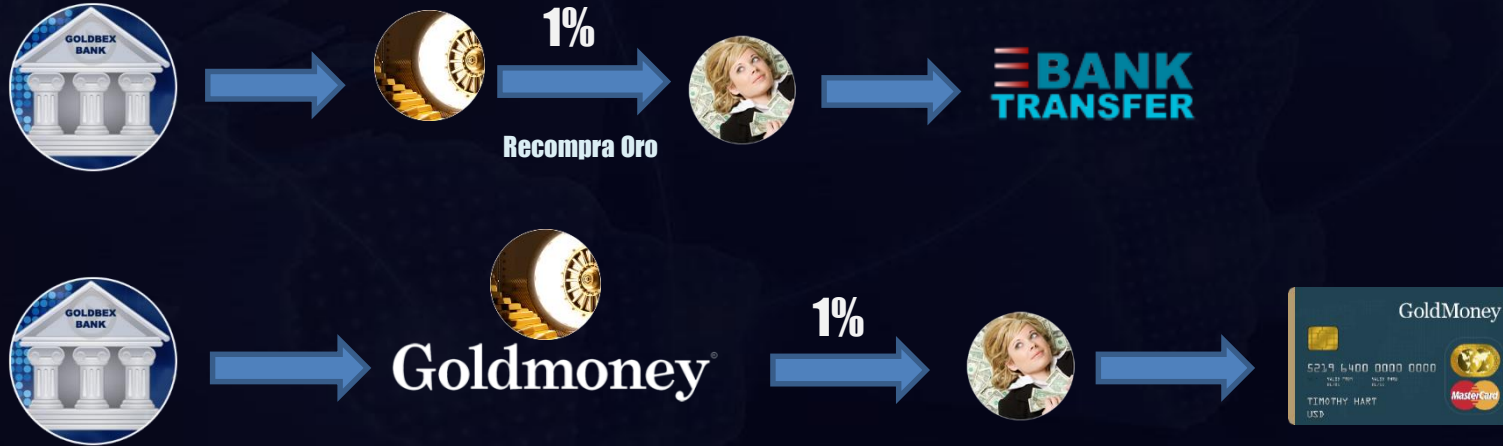 GOLDBEX
BANK
1%
Recompra Oro
BANK
TRANSFER
GOLDBEX
BANK
Goldmoney
1%
GoldMoney
5219 6400 0000 0000
TIMOTHY HART
USD
MasterCard